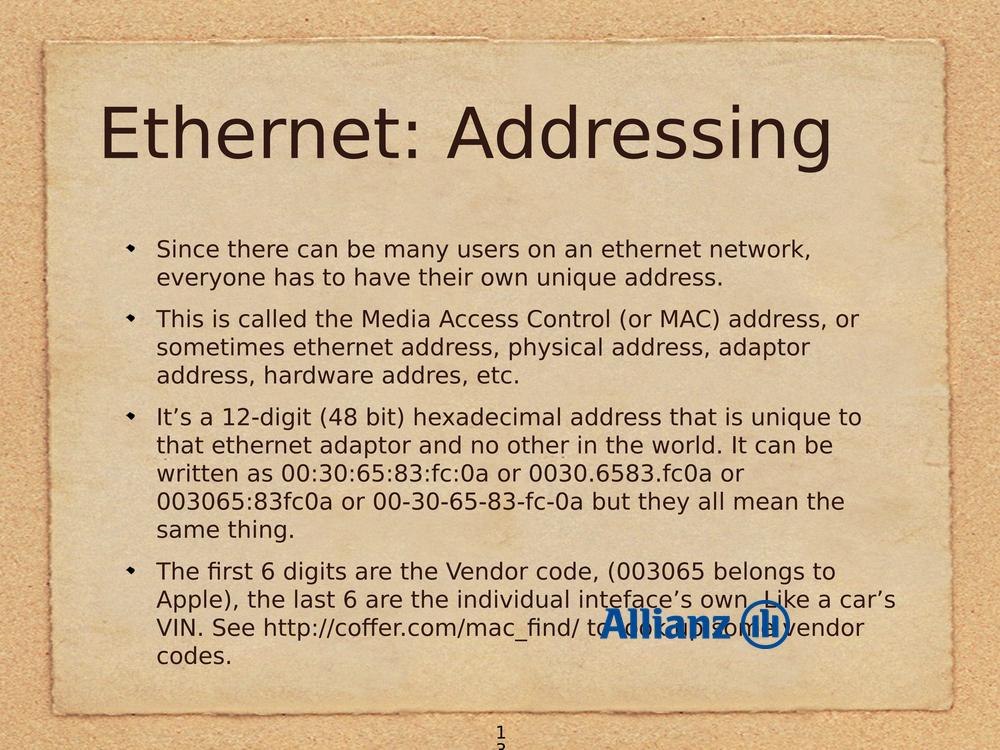 Ethernet: Addressing
Since there can be many users on an ethernet network,
everyone has to have their own unique address.
This is called the Media Access Control (or MAC) address, or
sometimes ethernet address, physical address, adaptor
address, hardware addres, etc.
It’s a 12-digit (48 bit) hexadecimal address that is unique to
that ethernet adaptor and no other in the world. It can be
written as 00:30:65:83:fc:0a or 0030.6583.fc0a or
003065:83fc0a or 00-30-65-83-fc-0a but they all mean the
same thing.
The first 6 digits are the Vendor code, (003065 belongs to
Apple), the last 6 are the individual inteface’s own. Like a car’s
VIN. See http://coffer.com/mac_find/ to look up some vendor
codes.
Allianz
13